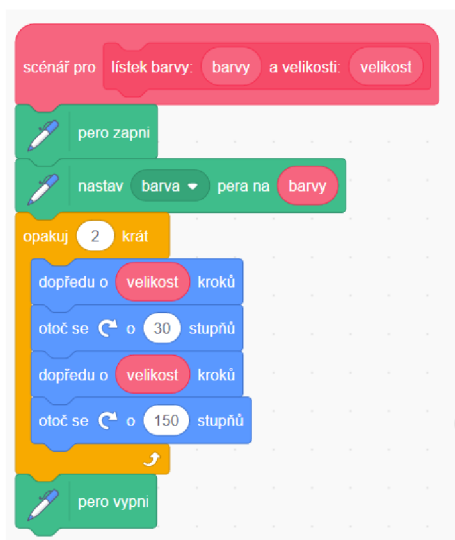 scénář pro lístek barvy: barvy a velikosti: velikost
pero zapni
nastav barva pera na barvy
opakuj 2 krát
dopředu o velikost kroků
otoč se o 30 stupňů
dopředu o velikost kroků
otoč se o 150 stupňů
pero vypni